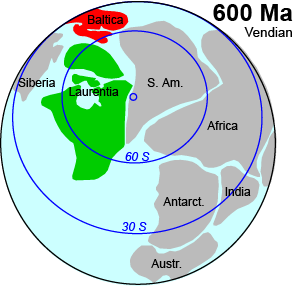 600 Ma
Vendian
Baltica
Siberia
Laurentia
S. Am.
Africa
60 S
India
Antarct.
30 S
Austr.